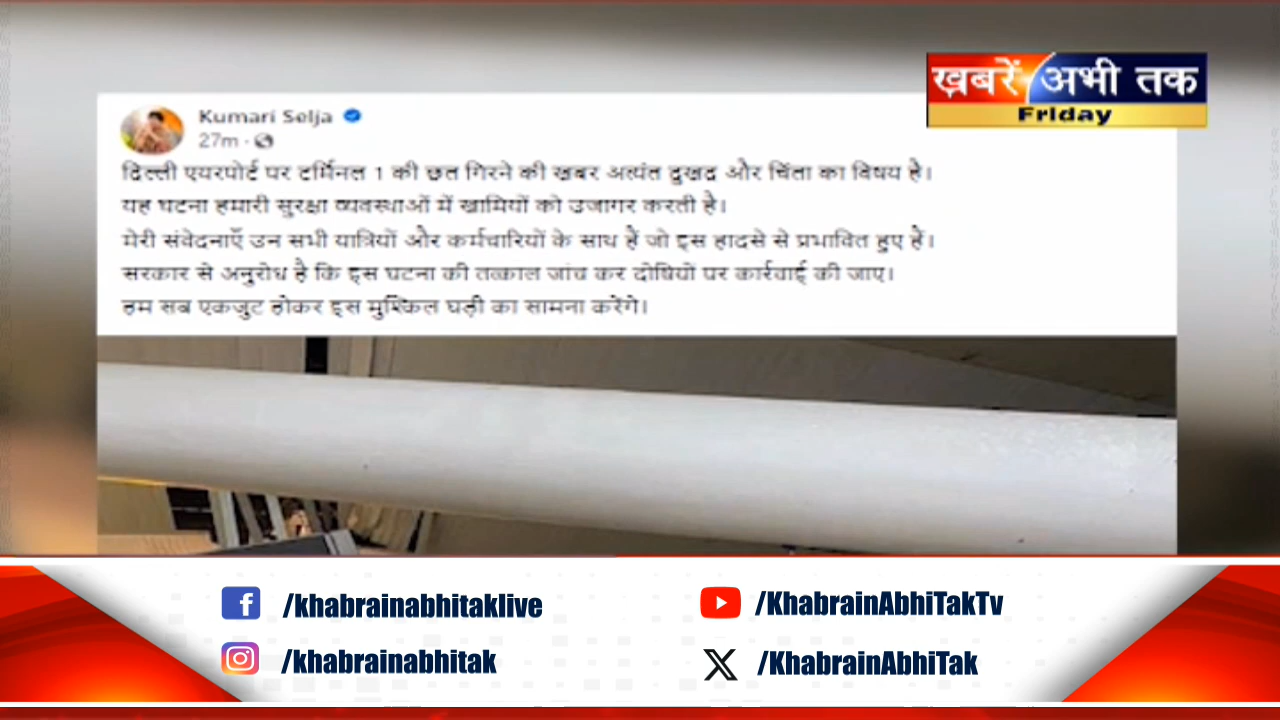 ख़बरें अभी तक
Friday
Kumari Selja
27m
दिल्ली एयरपोर्ट पर टर्मिनल 1 की छत गिरने की खबर अत्यंत दुखद और चिंता का विषय है।
यह घटना हमारी सुरक्षा व्यवस्थाओं में खामियों को उजागर करती है।
मेरी संवेदनाएँ उन सभी यात्रियों और कर्मचारियों के साथ हैं जो इस हादसे से प्रभावित हुए हैं।
सरकार से अनुरोध है कि इस घटना की तत्काल जांच कर दोषियों पर कार्रवाई की जाए।
हम सब एकजुट होकर इस मुश्किल घड़ी का सामना करेंगे।
/khabrainabhitaklive
/KhabrainAbhiTakTv
/khabrainabhitak
/KhabrainAbhiTak